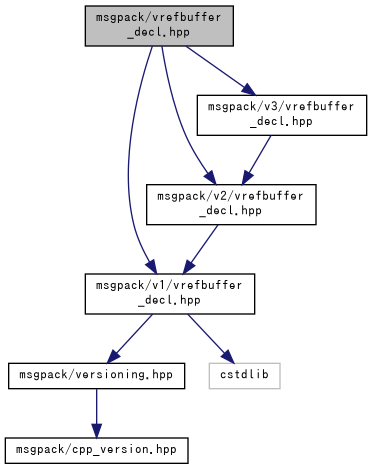 msgpack/vrefbuffer
_decl.hpp
msgpack/v3/vrefbuffer
_decl.hpp
msgpack/v2/vrefbuffer
_decl.hpp
msgpack/v1/vrefbuffer
_decl.hpp
msgpack/versioning.hpp
cstdlib
msgpack/cpp_version.hpp